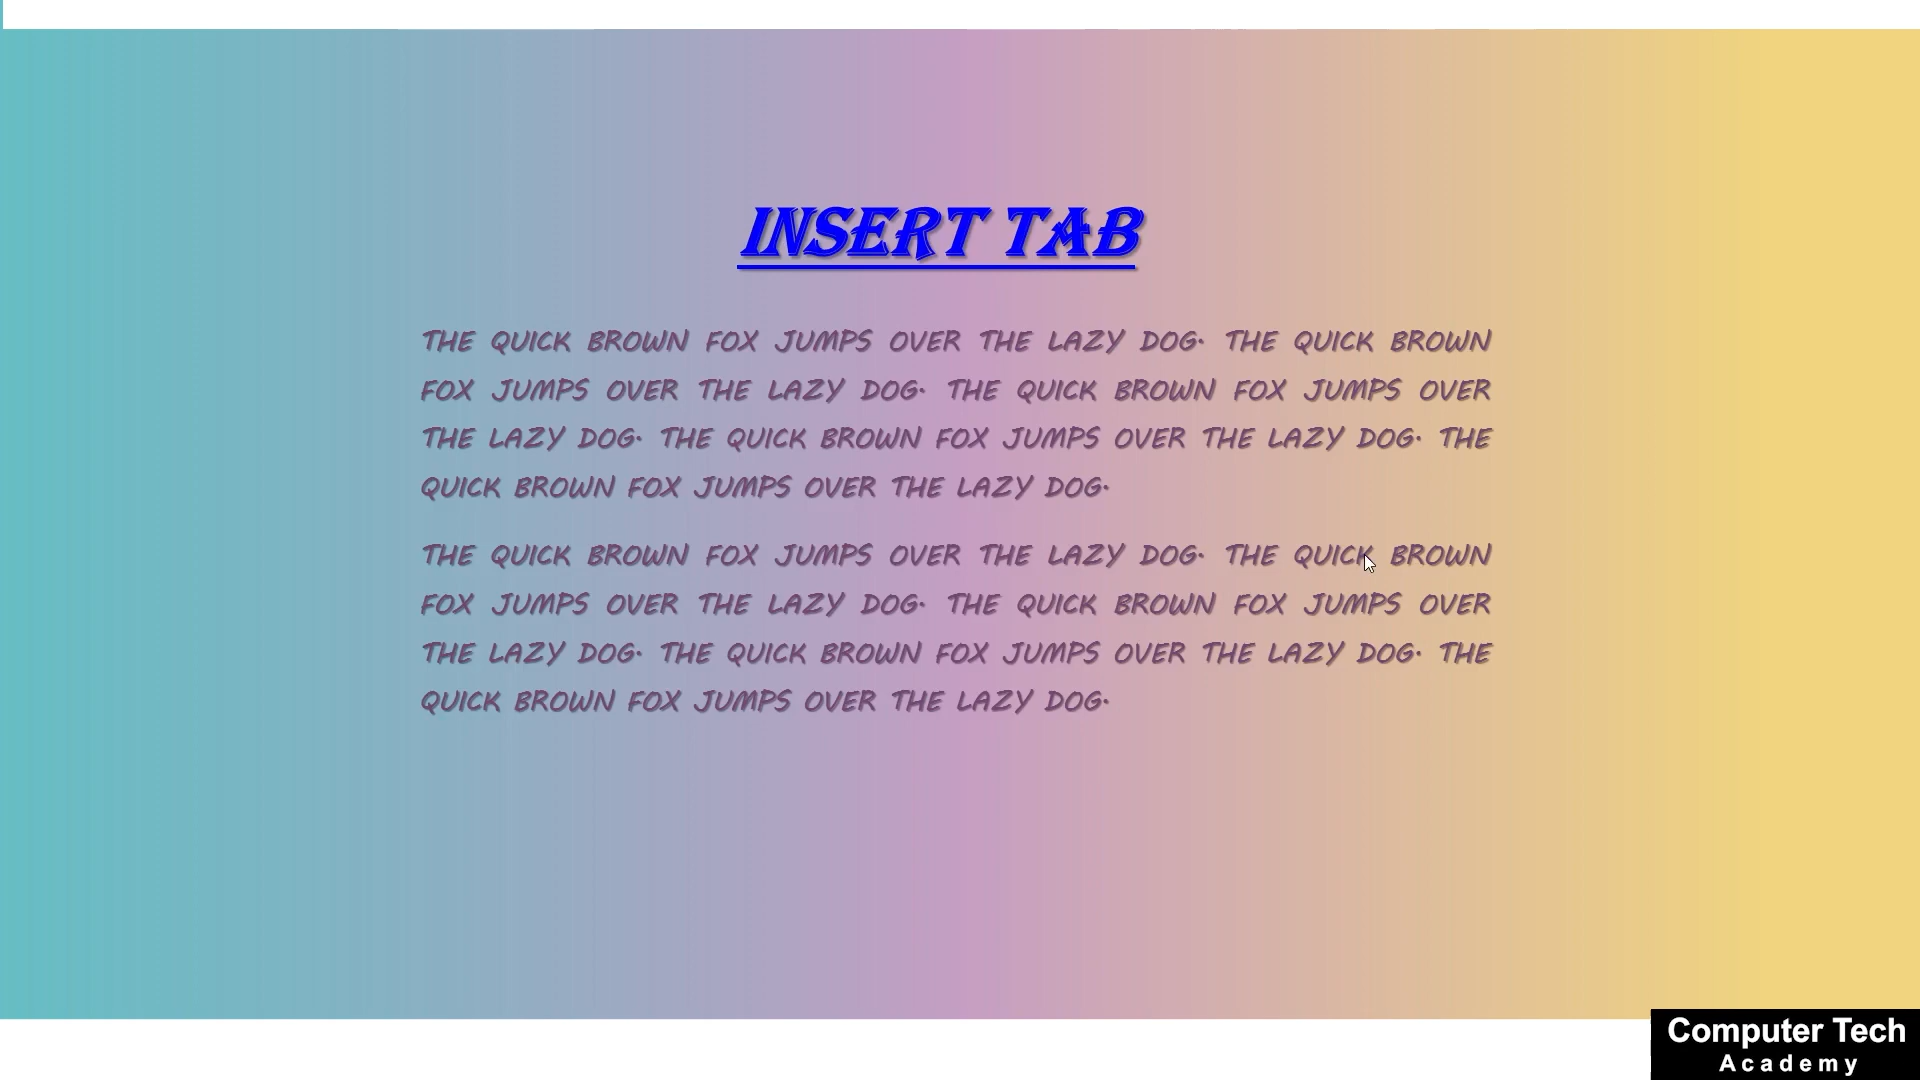 INSERT TAB
THE QUICK BROWN FOX JUMPS OVER THE LAZY DOG. THE QUICK BROWN
FOX JUMPS OVER THE LAZY DOG. THE QUICK BROWN FOX JUMPS OVER
THE LAZY DOG. THE QUICK BROWN FOX JUMPS OVER THE LAZY DOG. THE
QUICK BROWN FOX JUMPS OVER THE LAZY DOG.
THE QUICK BROWN FOX JUMPS OVER THE LAZY DOG. THE QUICK BROWN
FOX JUMPS OVER THE LAZY DOG. THE QUICK BROWN FOX JUMPS OVER
THE LAZY DOG. THE QUICK BROWN FOX JUMPS OVER THE LAZY DOG. THE
QUICK BROWN FOX JUMPS OVER THE LAZY DOG.
Computer Tech
Academy